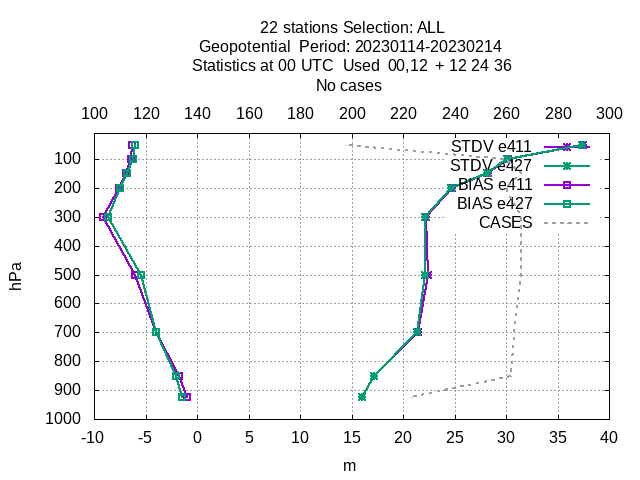 22 stations Selection: ALL
Geopotential  Period: 20230114-20230214
Statistics at 00 UTC  Used  00,12  + 12 24 36
No cases
100 120 140 160 180 200 220 240 260 280 300
STDV e411
STDV e427
BIAS e411
BIAS e427
CASES
100
200
300
400
500
600
700
800
900
1000
hPa
-10 -5 0 5 10 15 20 25 30 35 40
m